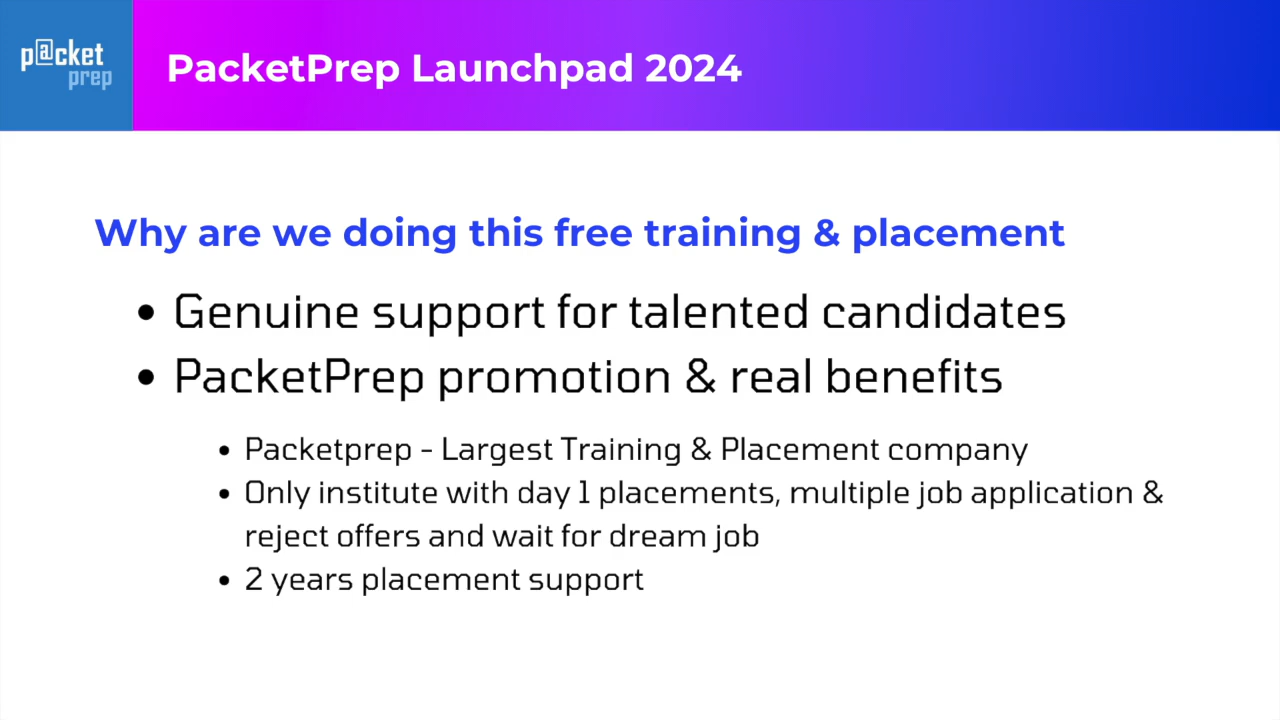 p@cket
prep
PacketPrep Launchpad 2024
Why are we doing this free training & placement
• Genuine support for talented candidates
• PacketPrep promotion & real benefits
• Packetprep - Largest Training & Placement company
• Only institute with day 1 placements, multiple job application &
reject offers and wait for dream job
• 2 years placement support